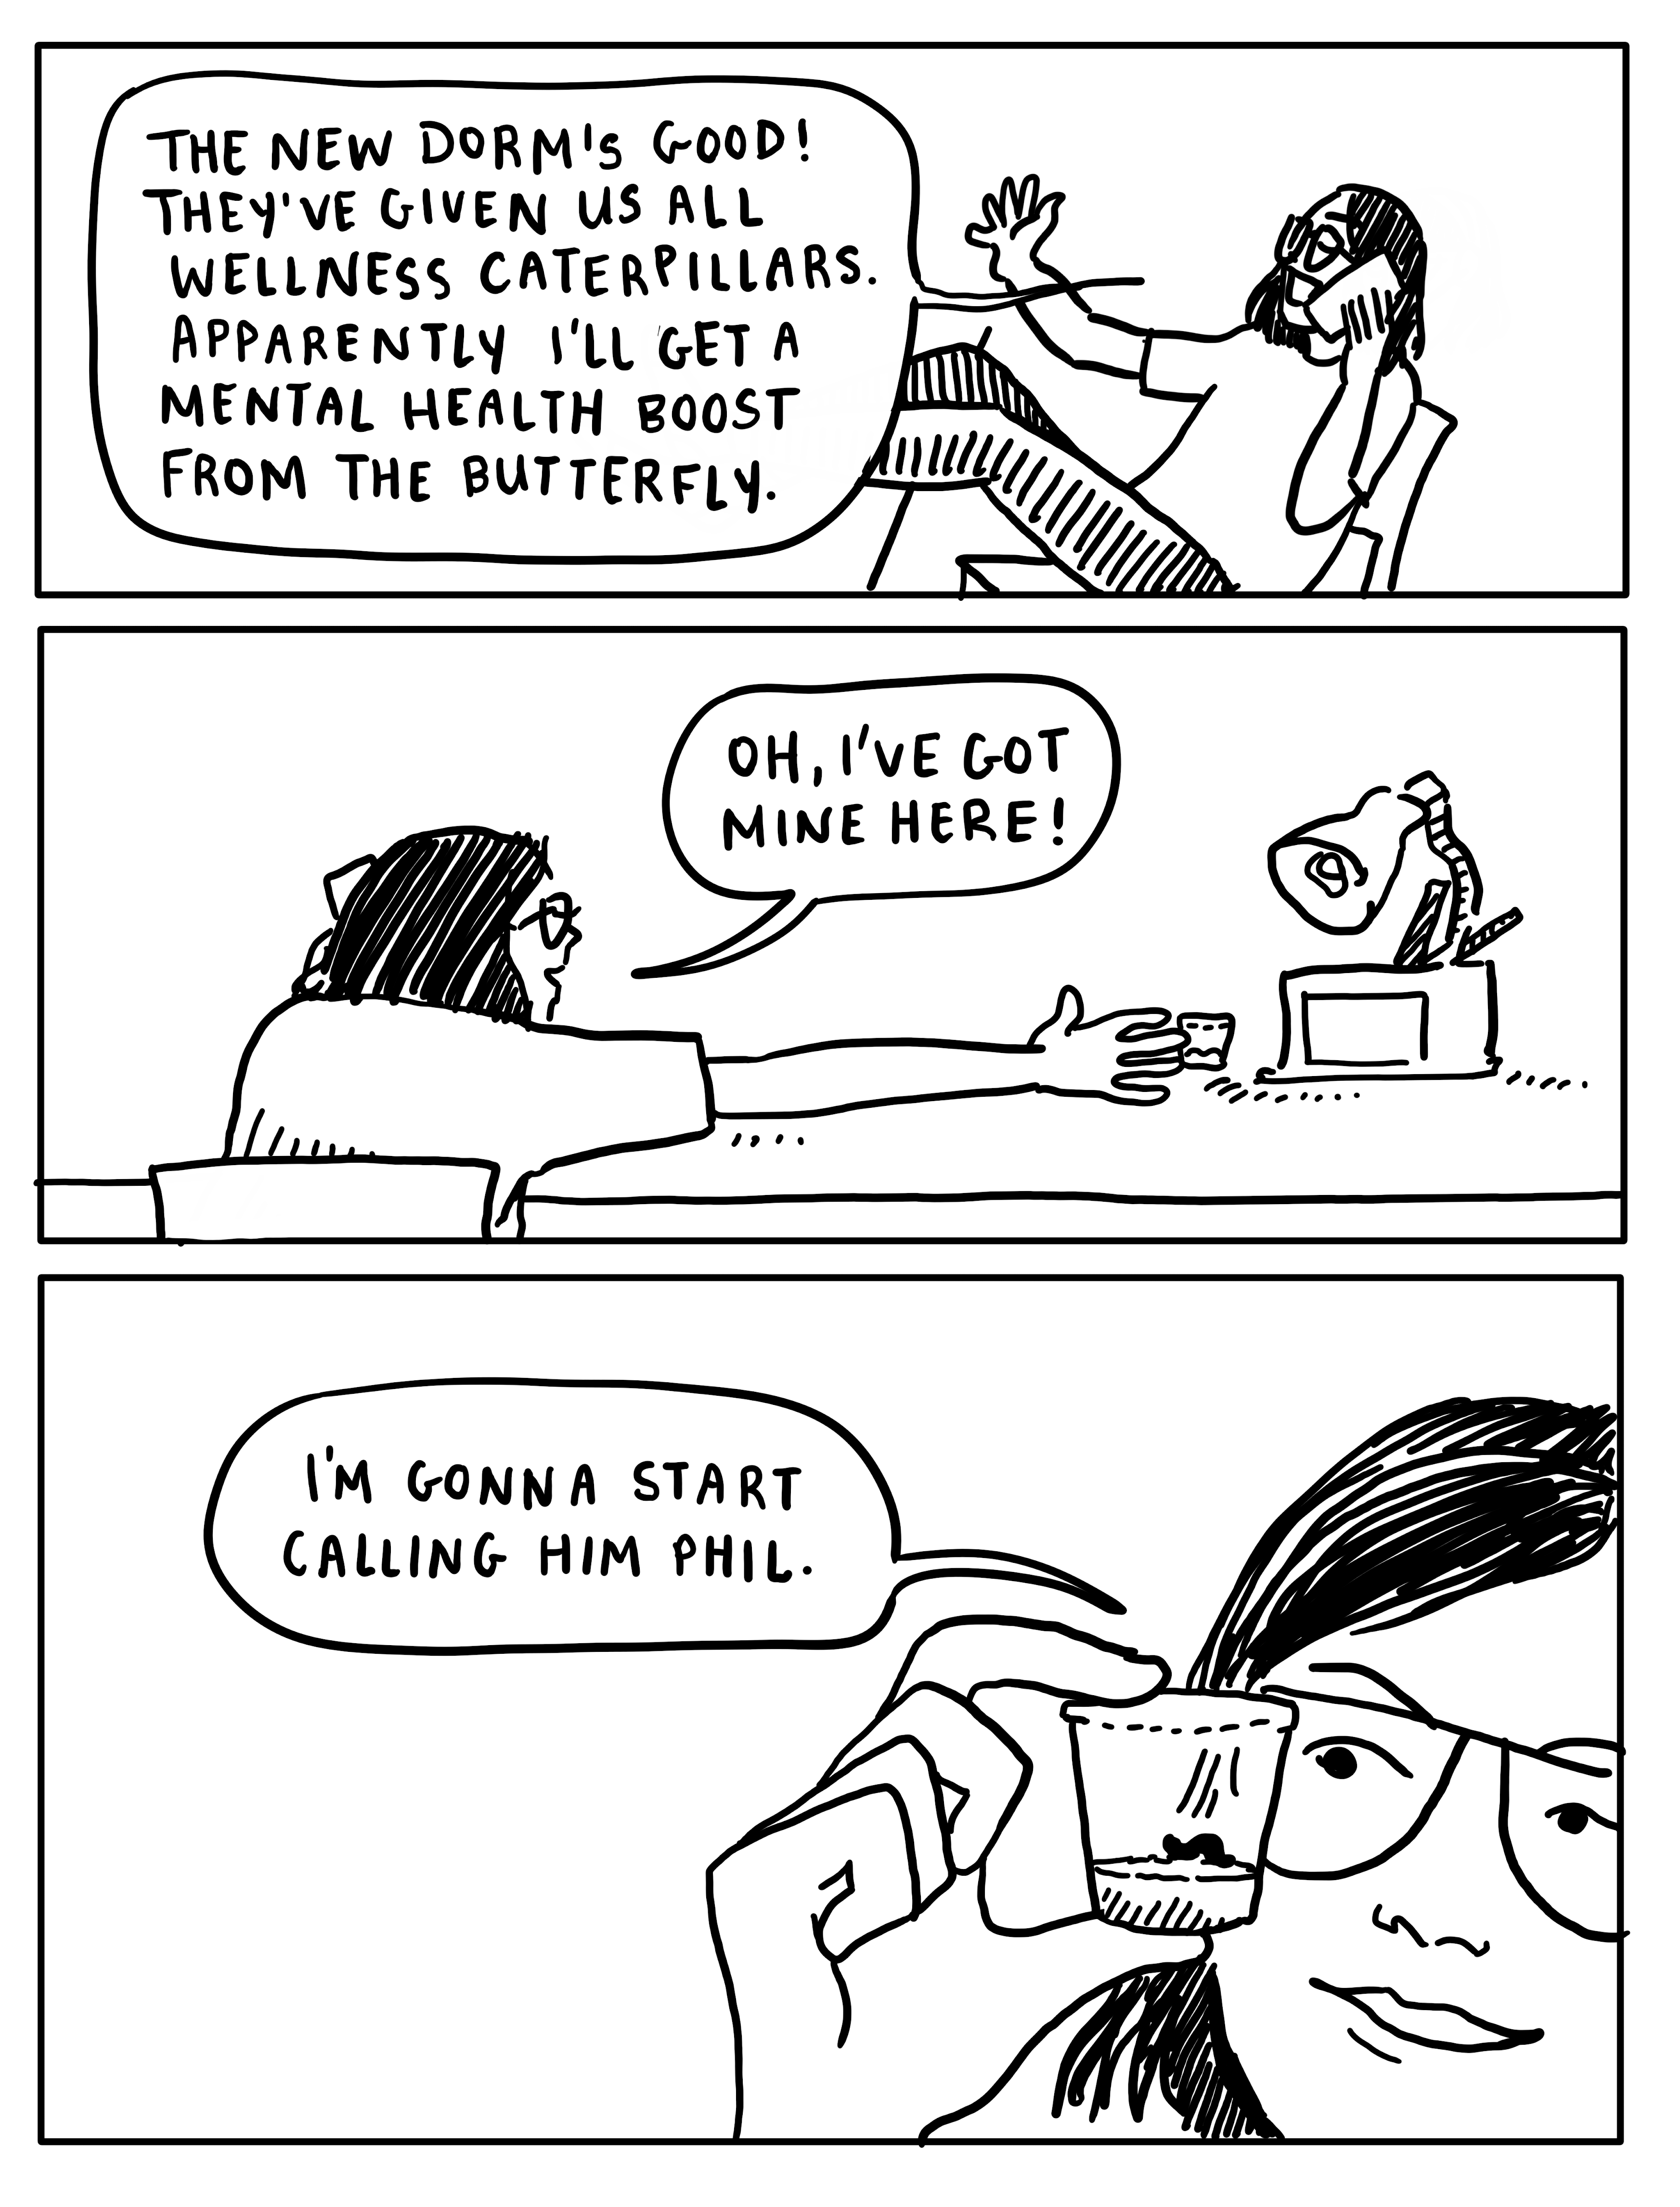 THE NEW DORM'S GOOD!
THEY'VE GIVEN US ALL
WELLNESS CATERPILLARS.
APPARENTLY I'LL GET A
MENTAL HEALTH BOOST
FROM THE BUTTERFLY.
OH, I'VE GOT
MINE HERE!
I'M GONNA START
CALLING HIM PHIL.